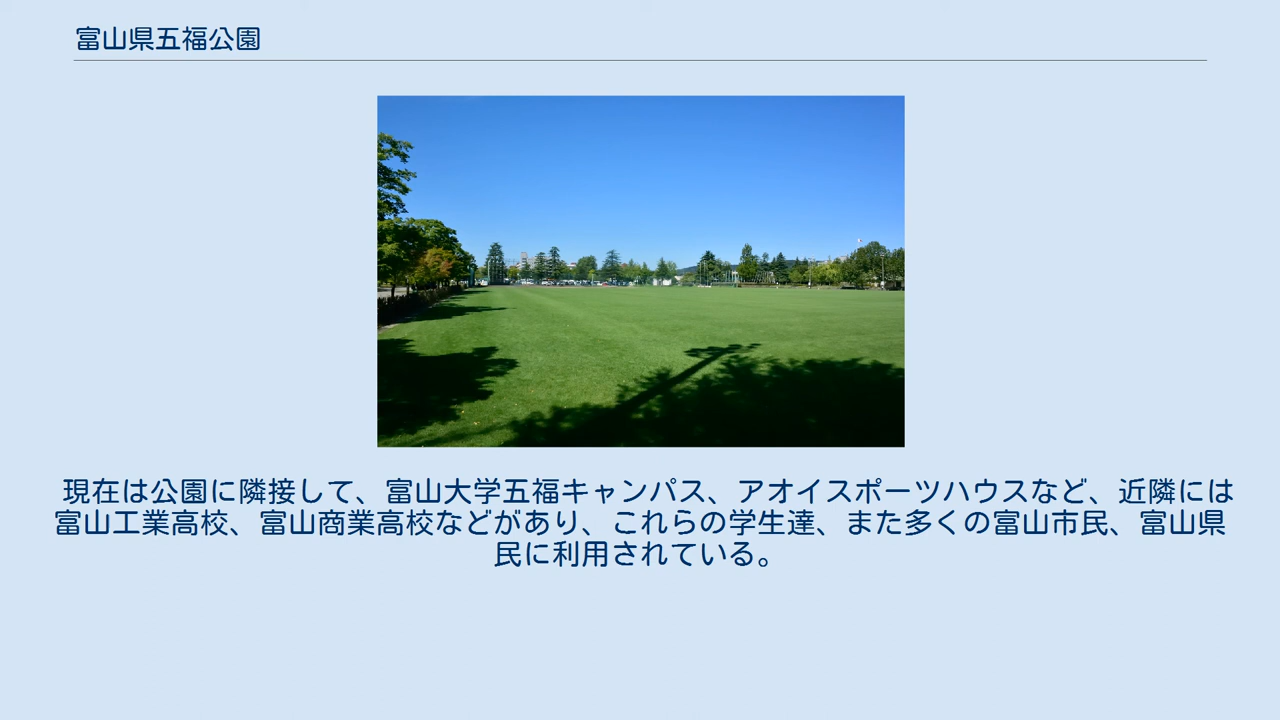 富山県五福公園
現在は公園に隣接して、富山大学五福キャンパス、アオイスポーツハウスなど、近隣には
富山工業高校、富山商業高校などがあり、これらの学生達、また多くの富山市民、富山県
民に利用されている。